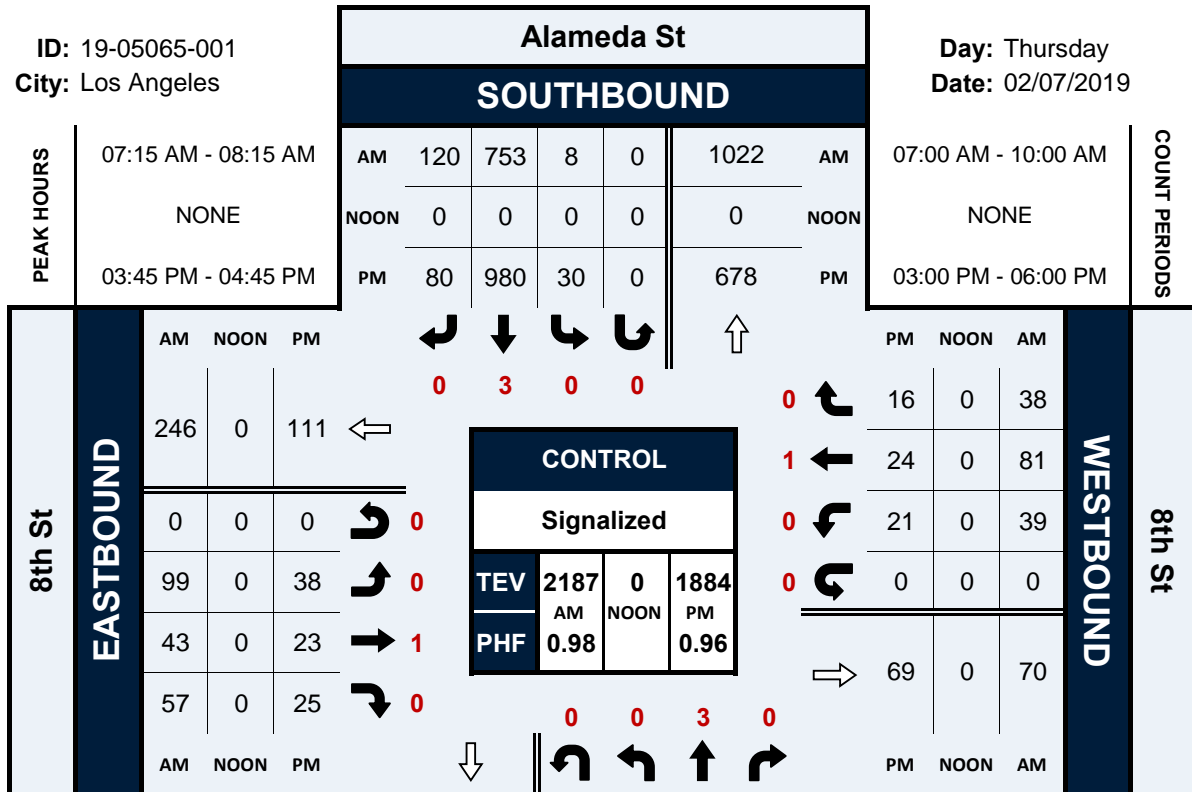 Alameda St
ID: 19-05065-001
Day: Thursday
City: Los Angeles
Date: 02/07/2019
SOUTHBOUND
PEAK HOURS
07:15 AM - 08:15 AM
AM 120 753 8 0 1022 AM
07:00 AM - 10:00 AM
COUNT PERIODS
NONE
NOON 0 0 0 0 0 NOON
NONE
03:45 PM - 04:45 PM
PM 80 980 30 0 678 PM
03:00 PM - 06:00 PM
8th St
EASTBOUND
AM NOON PM
PM NOON AM
0 3 0 0
0 16 0 38
246 0 111
CONTROL
1 24 0 81
WESTBOUND
8th St
0 0 0 0
Signalized
0 21 0 39
99 0 38 0
TEV 2187 0 1884
0 0 0 0
AM NOON PM
43 0 23 1
PHF 0.98 0.96
69 0 70
57 0 25 0
0 0 3 0
AM NOON PM
PM NOON AM